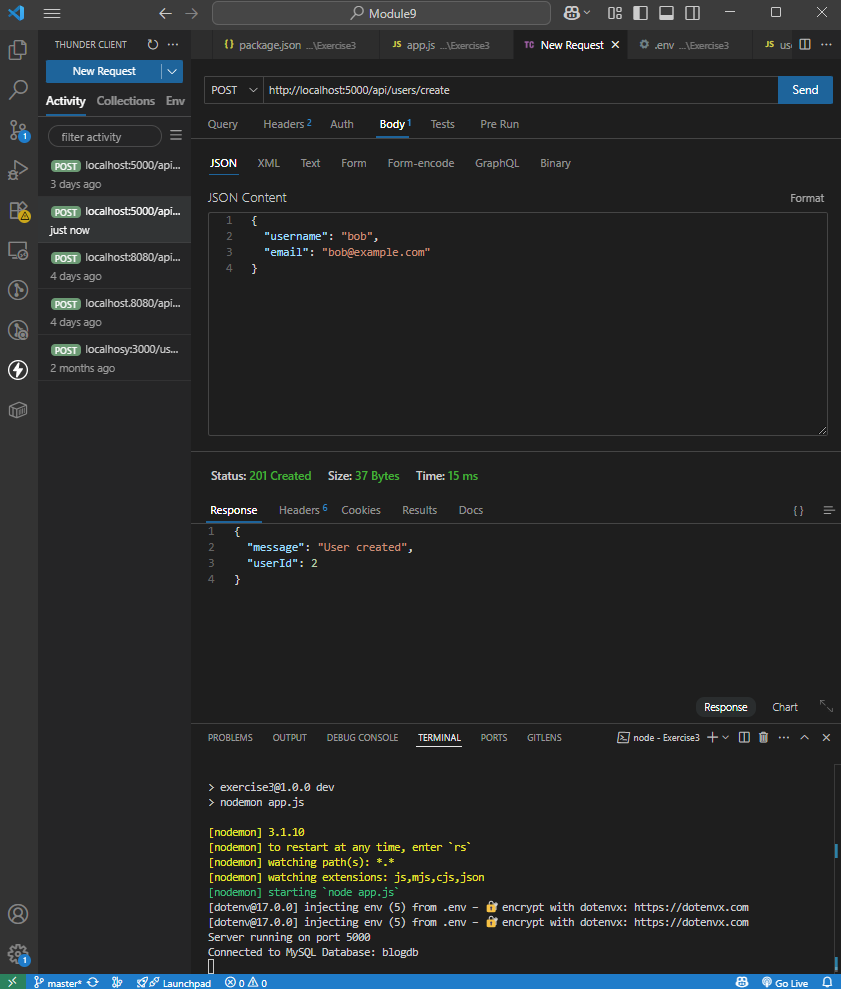 Module9
THUNDER CLIENT
New Request
Activity Collections Env
filter activity
POST localhost:5000/api...
3 days ago
POST localhost:5000/api...
just now
POST localhost:8080/api...
4 days ago
POST localhost.8080/api...
4 days ago
POST localhosy:3000/us...
2 months ago
{} package.json ...\Exercise3
JS app.js ...\Exercise3
TC New Request
.env ...\Exercise3
JS us
POST http://localhost:5000/api/users/create Send
Query Headers 2 Auth Body 1 Tests Pre Run
JSON XML Text Form Form-encode GraphQL Binary
JSON Content Format
1 {
2 "username": "bob",
3 "email": "bob@example.com"
4 }
Status: 201 Created Size: 37 Bytes Time: 15 ms
Response Headers 6 Cookies Results Docs {}
1 {
2 "message": "User created",
3 "userId": 2
4 }
Response Chart
PROBLEMS OUTPUT DEBUG CONSOLE TERMINAL PORTS GITLENS node - Exercise3
> exercise3@1.0.0 dev
> nodemon app.js
[nodemon] 3.1.10
[nodemon] to restart at any time, enter `rs`
[nodemon] watching path(s): *.*
[nodemon] watching extensions: js,mjs,cjs,json
[nodemon] starting `node app.js`
[dotenv@17.0.0] injecting env (5) from .env – 🔐 encrypt with dotenvx: https://dotenvx.com
[dotenv@17.0.0] injecting env (5) from .env – 🔐 encrypt with dotenvx: https://dotenvx.com
Server running on port 5000
Connected to MySQL Database: blogdb
1
1
master* Launchpad 0 0 Go Live